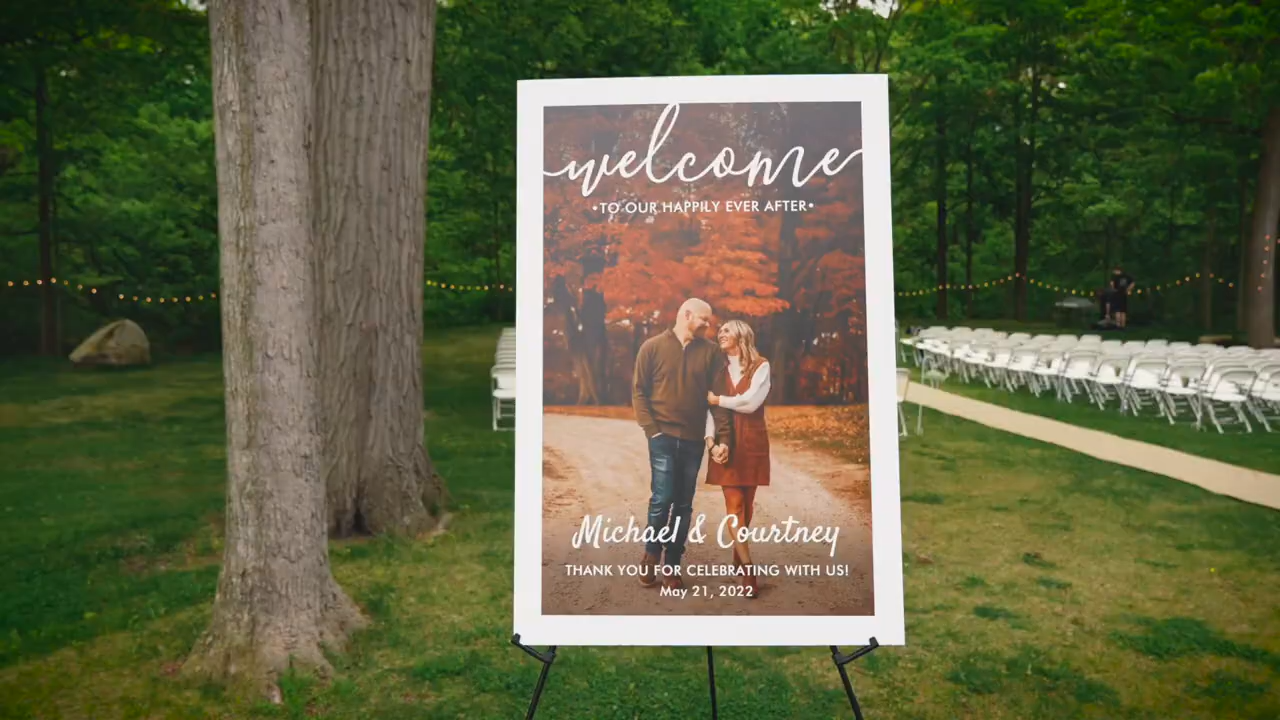 welcome
•TO OUR HAPPILY EVER AFTER•
Michael & Courtney
THANK YOU FOR CELEBRATING WITH US!
May 21, 2022